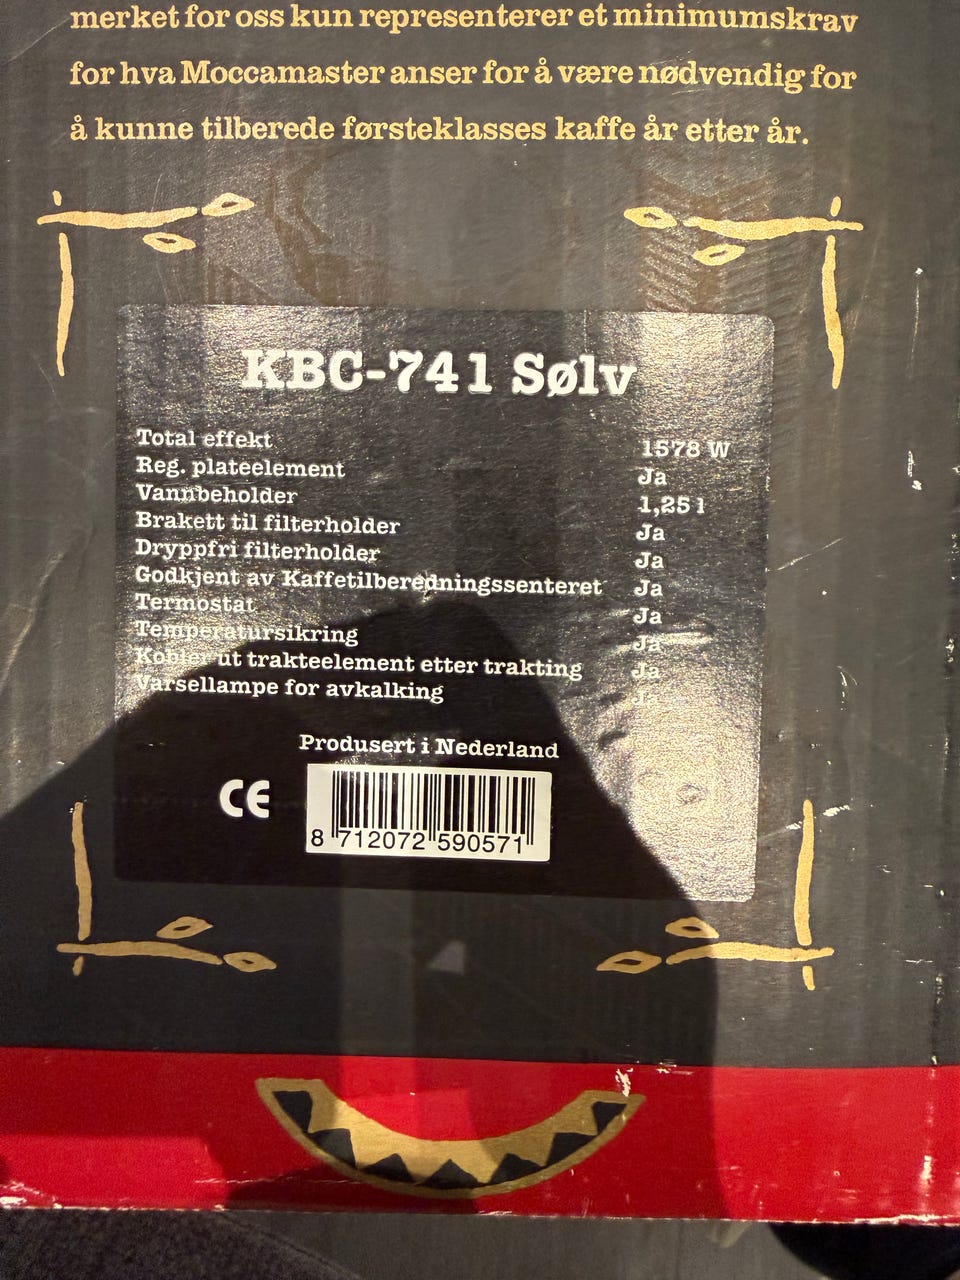 merket for oss kun representerer et minimumskrav
for hva Moccamaster anser for å være nødvendig for
å kunne tilberede førsteklasses kaffe år etter år.
KBC-741 Sølv
Total effekt 1578 W
Reg. plateelement Ja
Vannbeholder 1,25 l
Brakett til filterholder Ja
Dryppfri filterholder Ja
Godkjent av Kaffetilberedningssenteret Ja
Termostat Ja
Temperatursikring Ja
Kobler ut trakteelement etter trakting Ja
Varsellampe for avkalking Ja
Produsert i Nederland
CE
8 712072 590571